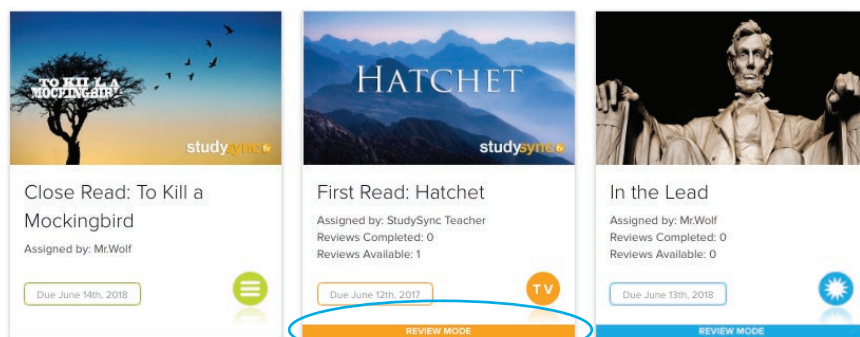 TO KILL A
MOCKINGBIRD
studysync tv
Close Read: To Kill a
Mockingbird
Assigned by: Mr.Wolf
Due June 14th, 2018
HATCHET
studysync tv
First Read: Hatchet
Assigned by: StudySync Teacher
Reviews Completed: 0
Reviews Available: 1
Due June 12th, 2017
TV
REVIEW MODE
In the Lead
Assigned by: Mr.Wolf
Reviews Completed: 0
Reviews Available: 0
Due June 13th, 2018
REVIEW MODE